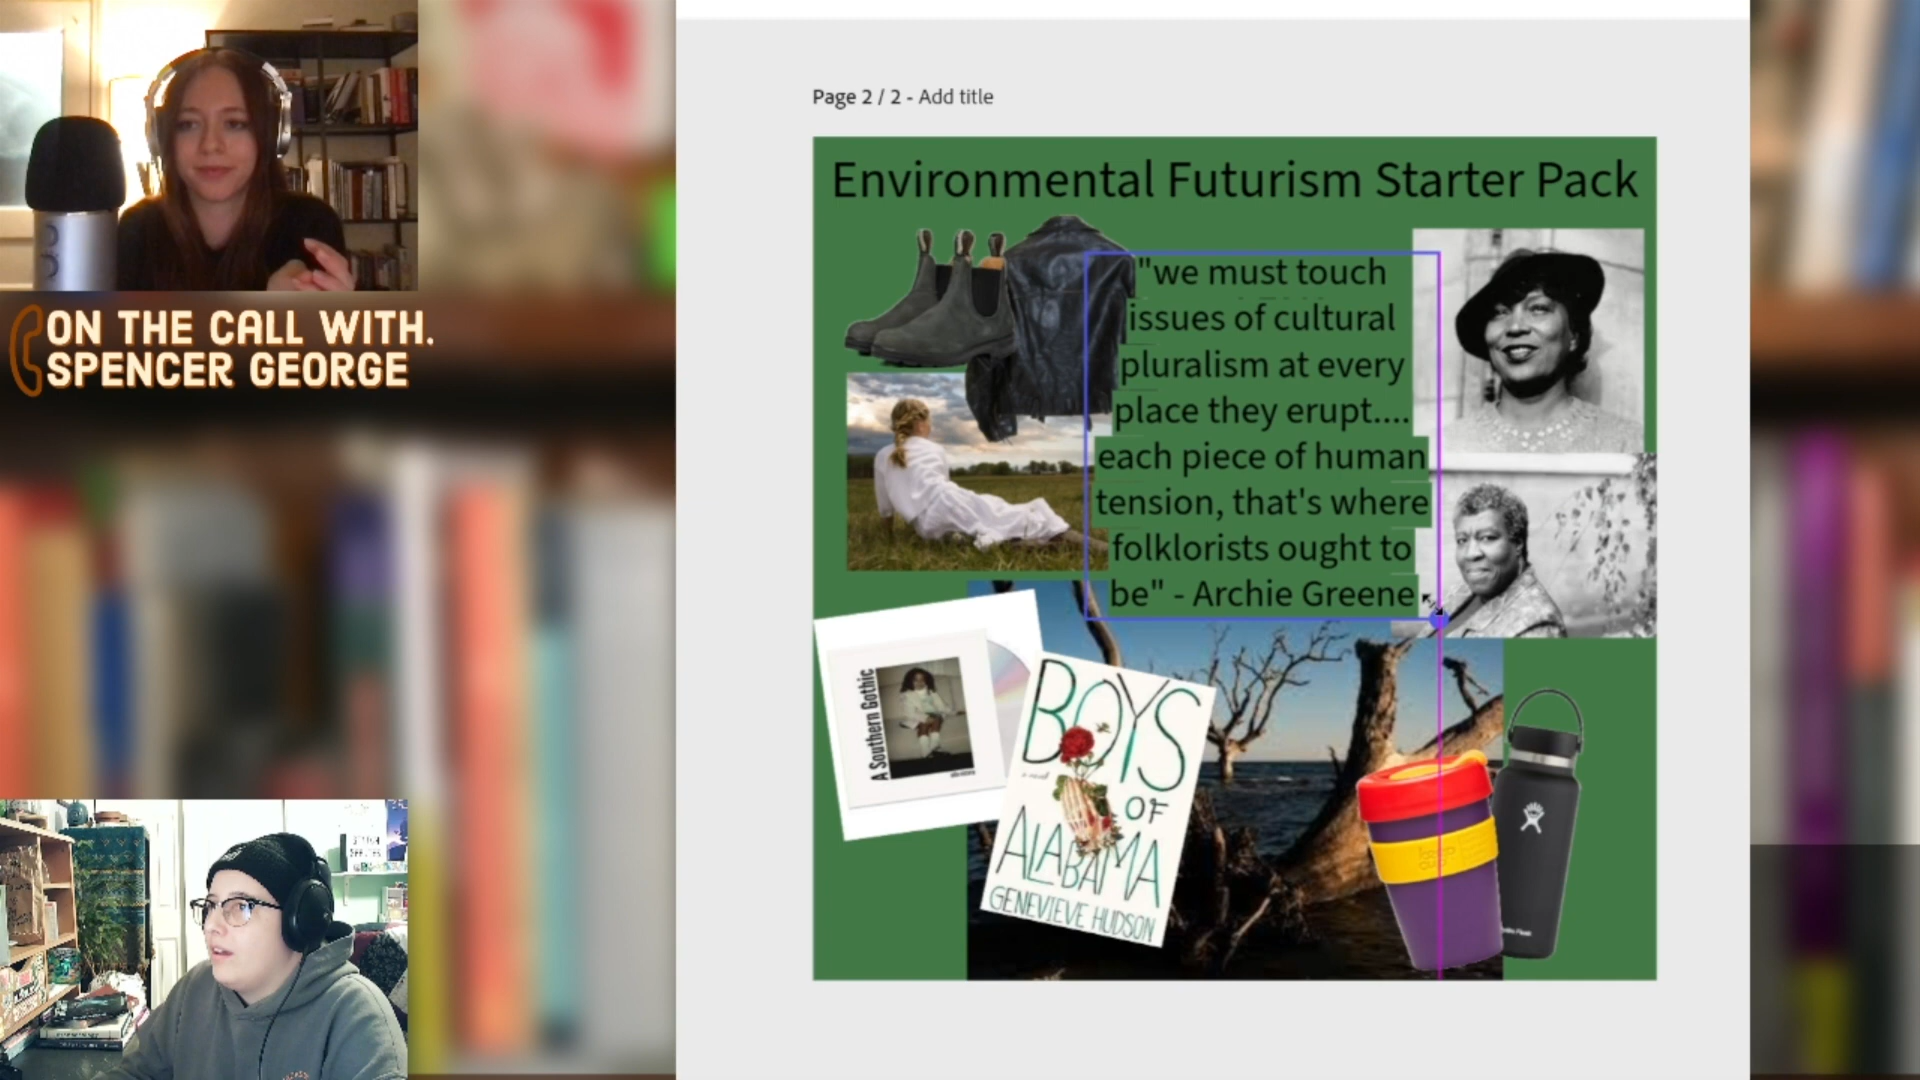 ON THE CALL WITH.
SPENCER GEORGE
Page 2 / 2 - Add title
Environmental Futurism Starter Pack
"we must touch
issues of cultural
pluralism at every
place they erupt....
each piece of human
tension, that's where
folklorists ought to
be" - Archie Greene
A Southern Gothic
BOYS
a novel
OF
ALABAMA
GENEVIEVE HUDSON